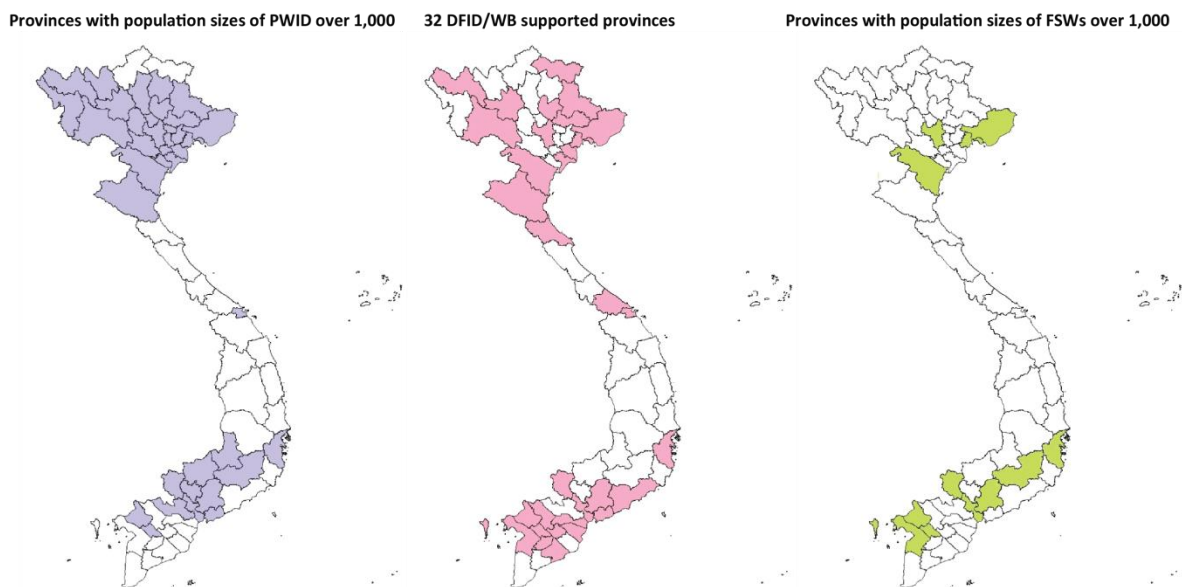 Provinces with population sizes of PWID over 1,000
32 DFID/WB supported provinces
Provinces with population sizes of FSWs over 1,000